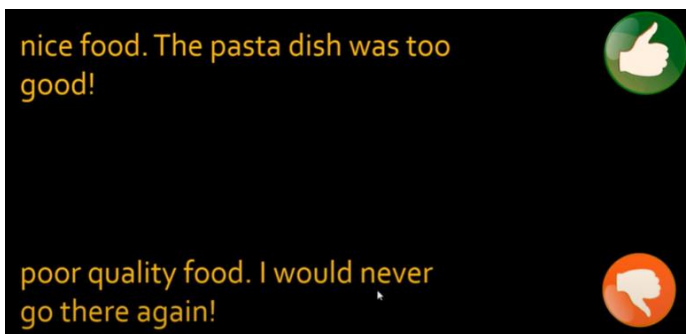 nice food. The pasta dish was too
good!
poor quality food. I would never
go there again!